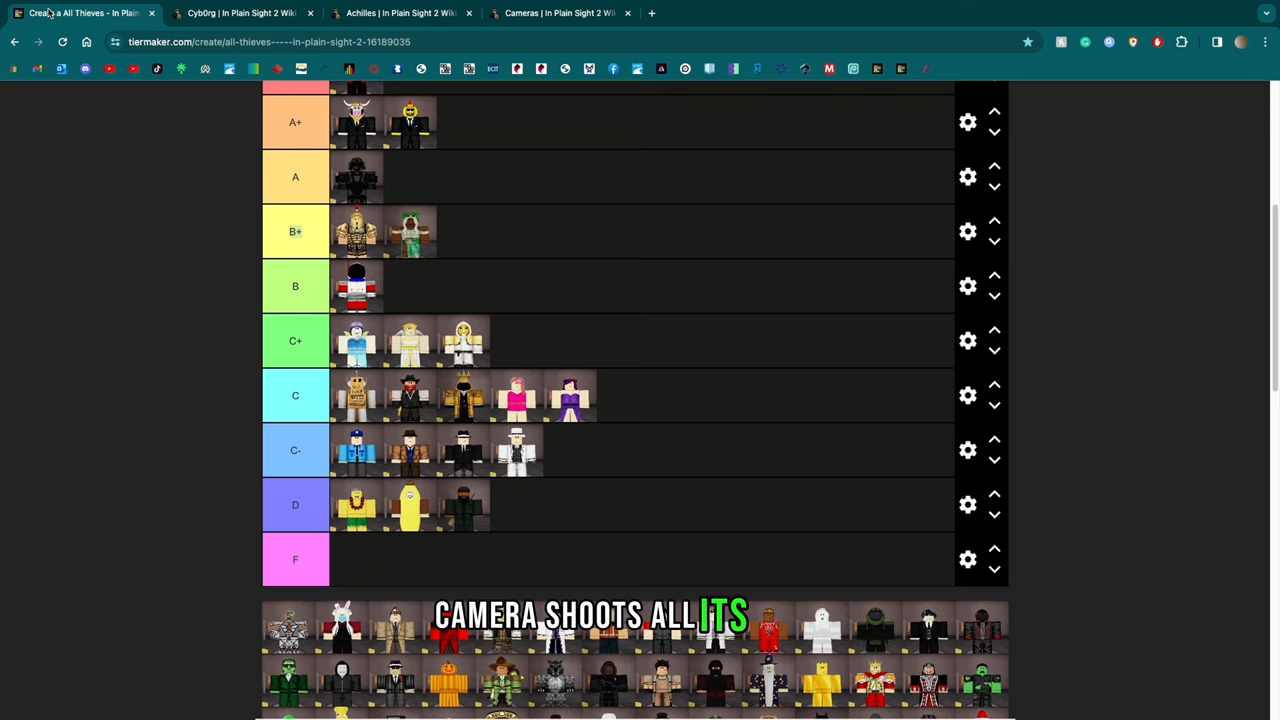 Create a All Thieves - In Plain
Cyb0rg | In Plain Sight 2 Wiki
Achilles | In Plain Sight 2 Wiki
Cameras | In Plain Sight 2 Wiki
tiermaker.com/create/all-thieves-----in-plain-sight-2-16189035
A+
A
B+
B
C+
C
C-
D
F
CAMERA SHOOTS ALL ITS